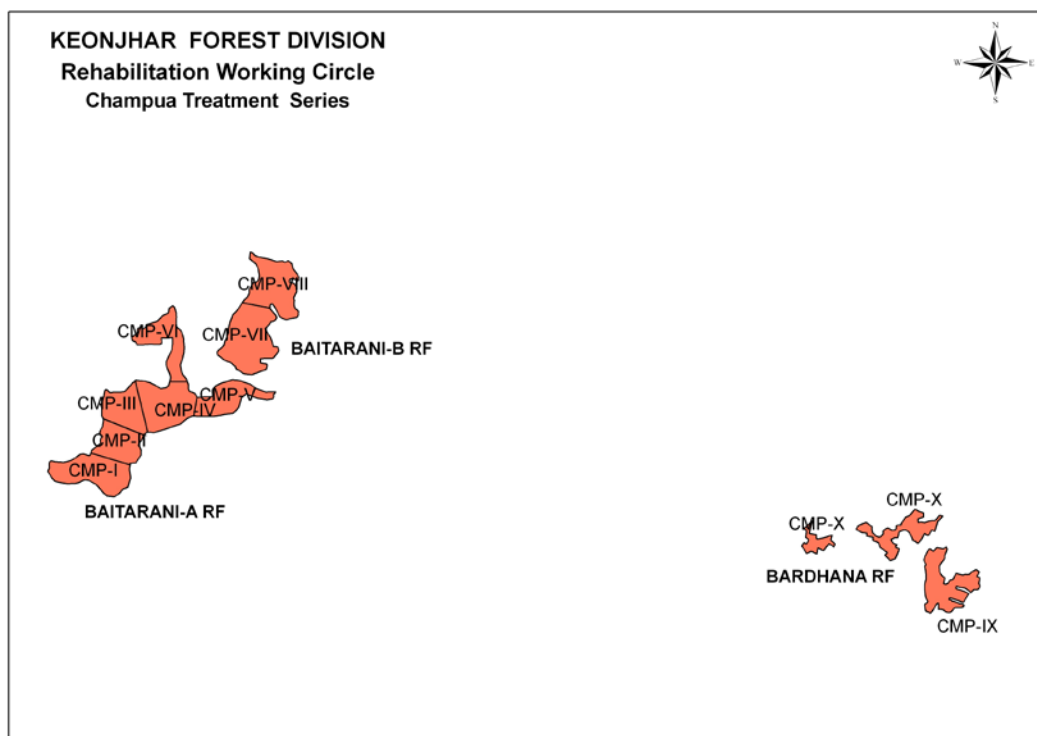 KEONJHAR FOREST DIVISION
Rehabilitation Working Circle
Champua Treatment Series
N
W
E
S
CMP-VIII
CMP-VI
CMP-VII
BAITARANI-B RF
CMP-V
CMP-III
CMP-IV
CMP-II
CMP-I
BAITARANI-A RF
CMP-X
CMP-X
BARDHANA RF
CMP-IX